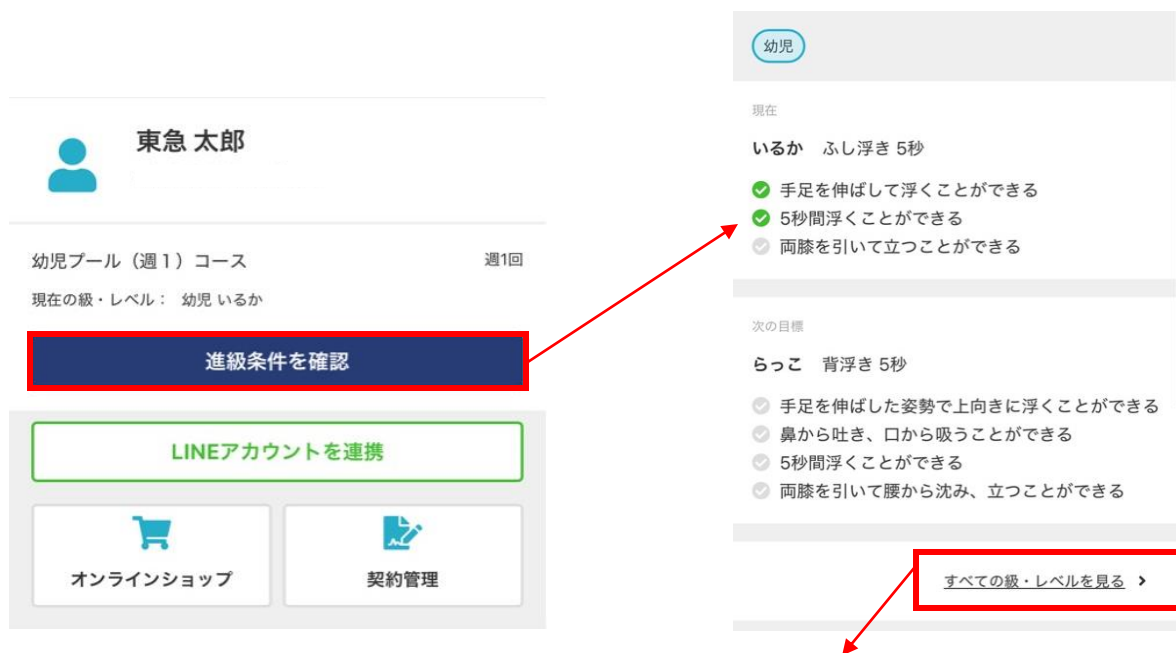 東急 太郎
幼児プール（週１）コース 週1回
現在の級・レベル： 幼児 いるか
進級条件を確認
LINEアカウントを連携
オンラインショップ 契約管理
幼児
現在
いるか ふし浮き 5秒
手足を伸ばして浮くことができる
5秒間浮くことができる
両膝を引いて立つことができる
次の目標
らっこ 背浮き 5秒
手足を伸ばした姿勢で上向きに浮くことができる
鼻から吐き、口から吸うことができる
5秒間浮くことができる
両膝を引いて腰から沈み、立つことができる
すべての級・レベルを見る